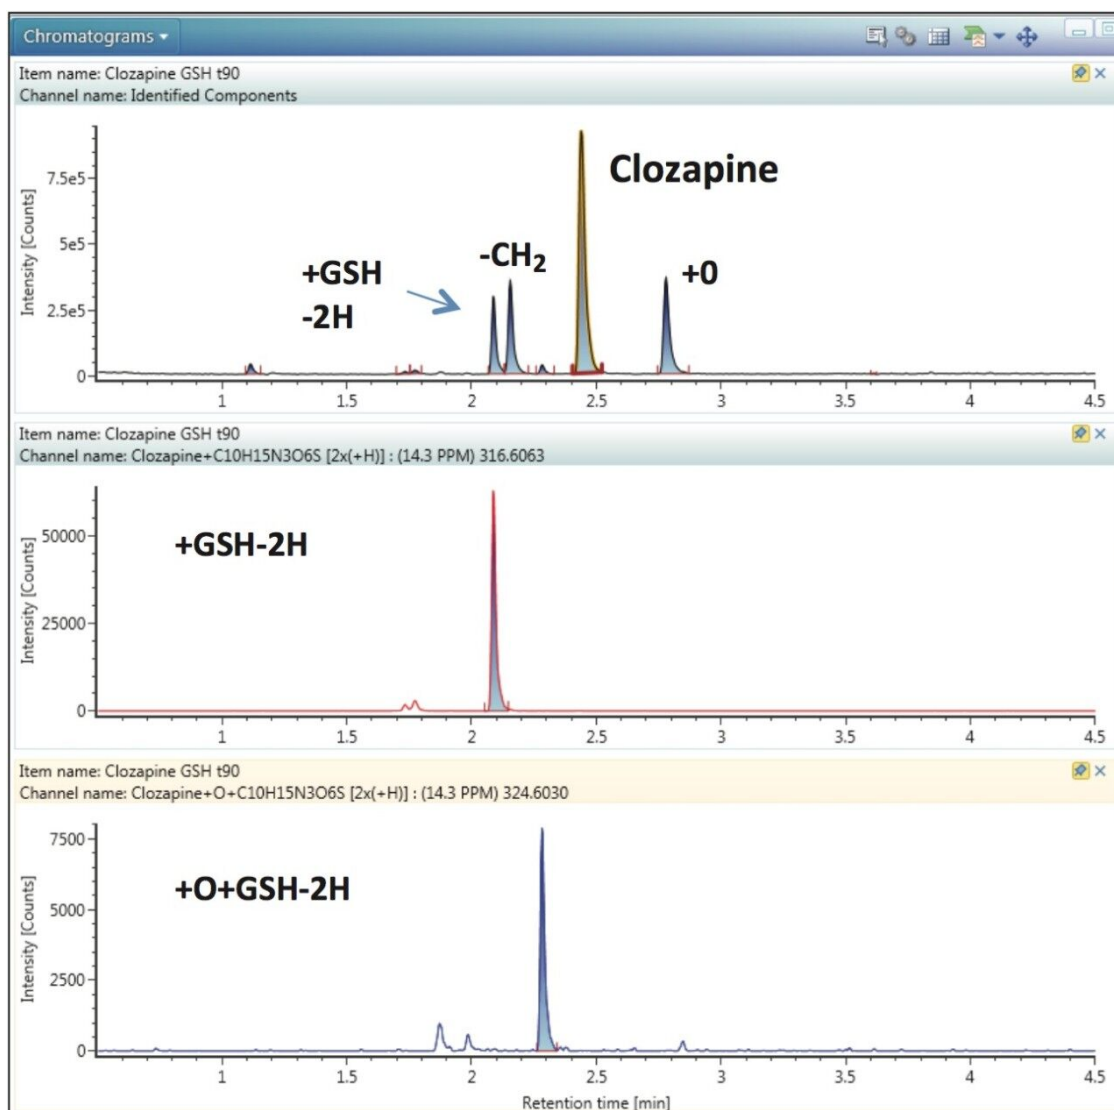 Chromatograms
Item name: Clozapine GSH t90
Channel name: Identified Components
Intensity [Counts]
7.5e5
5e5
2.5e5
0
Clozapine
-CH₂
+GSH
-2H
+0
1 1.5 2 2.5 3 3.5 4 4.5
Item name: Clozapine GSH t90
Channel name: Clozapine+C10H15N3O6S [2x(+H)] : (14.3 PPM) 316.6063
Intensity [Counts]
50000
25000
0
+GSH-2H
1 1.5 2 2.5 3 3.5 4 4.5
Item name: Clozapine GSH t90
Channel name: Clozapine+O+C10H15N3O6S [2x(+H)] : (14.3 PPM) 324.6030
Intensity [Counts]
7500
5000
2500
0
+O+GSH-2H
1 1.5 2 2.5 3 3.5 4 4.5
Retention time [min]